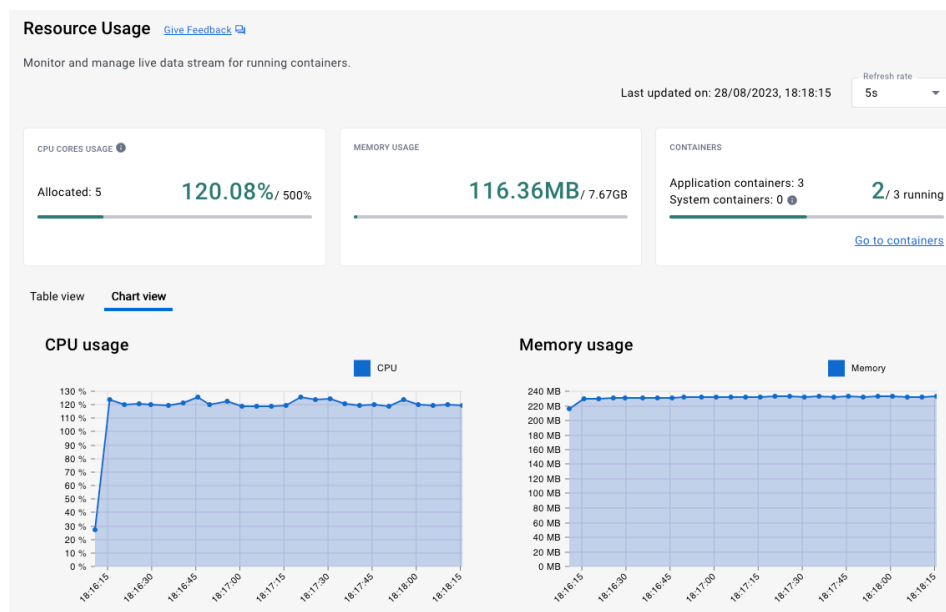 Resource Usage Give Feedback
Monitor and manage live data stream for running containers.
Refresh rate
Last updated on: 28/08/2023, 18:18:15 5s
CPU CORES USAGE
Allocated: 5 120.08% / 500%
MEMORY USAGE
116.36MB / 7.67GB
CONTAINERS
Application containers: 3
System containers: 0
2 / 3 running
Go to containers
Table view Chart view
CPU usage
CPU
130 %
120 %
110 %
100 %
90 %
80 %
70 %
60 %
50 %
40 %
30 %
20 %
10 %
0 %
18:16:15 18:16:30 18:16:45 18:17:00 18:17:15 18:17:30 18:17:45 18:18:00 18:18:15
Memory usage
Memory
240 MB
220 MB
200 MB
180 MB
160 MB
140 MB
120 MB
100 MB
80 MB
60 MB
40 MB
20 MB
0 MB
18:16:15 18:16:30 18:16:45 18:17:00 18:17:15 18:17:30 18:17:45 18:18:00 18:18:15